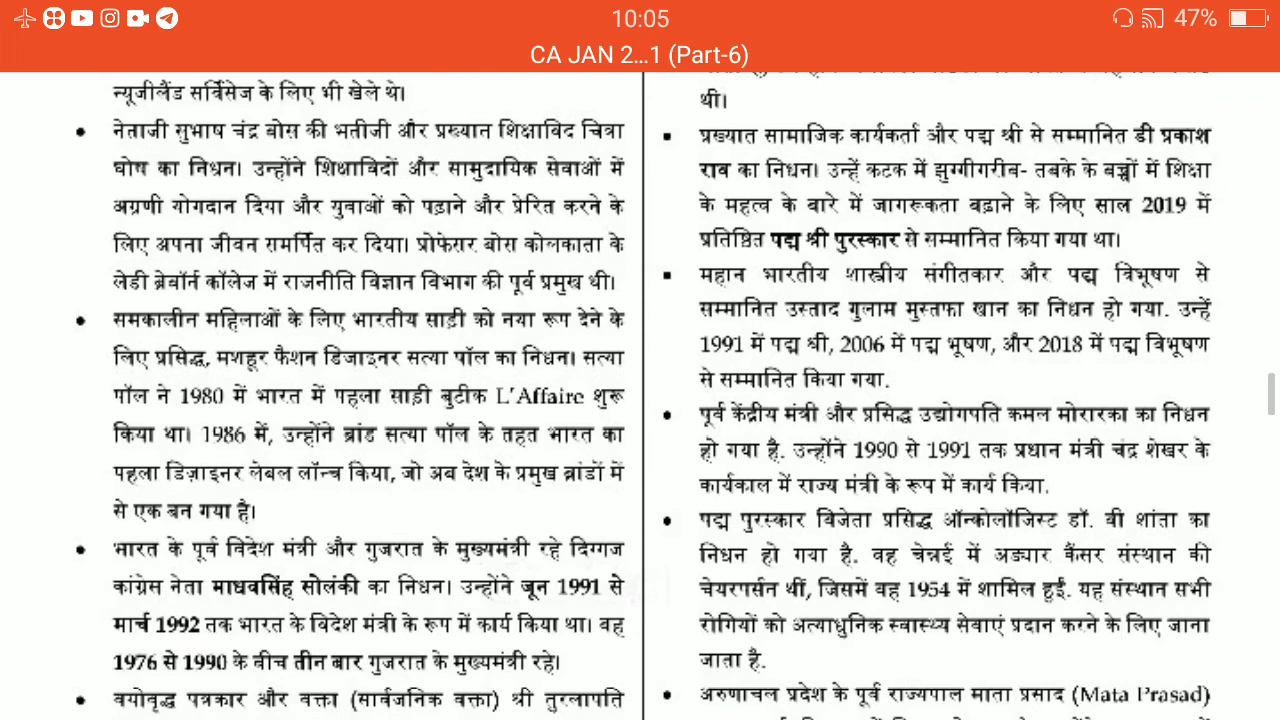 10:05
47%
CA JAN 2...1 (Part-6)
न्यूजीलैंड सर्विसेज के लिए भी खेले थे।
• नेताजी सुभाष चंद्र बोस की भतीजी और प्रख्यात शिक्षाविद चित्रा
घोष का निधन। उन्होंने शिक्षाविदों और सामुदायिक सेवाओं में
अग्रणी योगदान दिया और युवाओं को पढ़ाने और प्रेरित करने के
लिए अपना जीवन समर्पित कर दिया। प्रोफेसर बोस कोलकाता के
लेडी ब्रेबॉर्न कॉलेज में राजनीति विज्ञान विभाग की पूर्व प्रमुख थी।
• समकालीन महिलाओं के लिए भारतीय साड़ी को नया रूप देने के
लिए प्रसिद्ध, मशहूर फैशन डिजाइनर सत्या पॉल का निधन। सत्या
पॉल ने 1980 में भारत में पहला साड़ी बुटीक L'Affaire शुरू
किया था। 1986 में, उन्होंने ब्रांड सत्या पॉल के तहत भारत का
पहला डिज़ाइनर लेबल लॉन्च किया, जो अब देश के प्रमुख ब्रांडों में
से एक बन गया है।
• भारत के पूर्व विदेश मंत्री और गुजरात के मुख्यमंत्री रहे दिग्गज
कांग्रेस नेता माधवसिंह सोलंकी का निधन। उन्होंने जून 1991 से
मार्च 1992 तक भारत के विदेश मंत्री के रूप में कार्य किया था। वह
1976 से 1990 के बीच तीन बार गुजरात के मुख्यमंत्री रहे।
• वयोवृद्ध पत्रकार और वक्ता (सार्वजनिक वक्ता) श्री तुरलापति
थी।
▪ प्रख्यात सामाजिक कार्यकर्ता और पद्म श्री से सम्मानित डी प्रकाश
राव का निधन। उन्हें कटक में झुग्गीगरीब- तबके के बच्चों में शिक्षा
के महत्व के बारे में जागरूकता बढ़ाने के लिए साल 2019 में
प्रतिष्ठित पद्म श्री पुरस्कार से सम्मानित किया गया था।
▪ महान भारतीय शास्त्रीय संगीतकार और पद्म त्रिभूषण से
सम्मानित उस्ताद गुलाम मुस्तफा खान का निधन हो गया. उन्हें
1991 में पद्म श्री, 2006 में पद्म भूषण, और 2018 में पद्म विभूषण
से सम्मानित किया गया.
• पूर्व केंद्रीय मंत्री और प्रसिद्ध उद्योगपति कमल मोरारका का निधन
हो गया है. उन्होंने 1990 से 1991 तक प्रधान मंत्री चंद्र शेखर के
कार्यकाल में राज्य मंत्री के रूप में कार्य किया.
• पद्म पुरस्कार विजेता प्रसिद्ध ऑन्कोलॉजिस्ट डॉ. वी शांता का
निधन हो गया है. वह चेन्नई में अड्यार कैंसर संस्थान की
चेयरपर्सन थीं, जिसमें वह 1954 में शामिल हुईं. यह संस्थान सभी
रोगियों को अत्याधुनिक स्वास्थ्य सेवाएं प्रदान करने के लिए जाना
जाता है.
• अरुणाचल प्रदेश के पूर्व राज्यपाल माता प्रसाद (Mata Prasad)